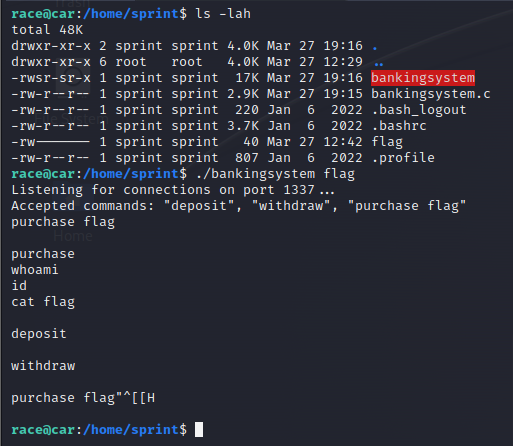 race@car:/home/sprint$ ls -lah
total 48K
drwxr-xr-x 2 sprint sprint 4.0K Mar 27 19:16 .
drwxr-xr-x 6 root   root   4.0K Mar 27 12:29 ..
-rwsr-sr-x 1 sprint sprint  17K Mar 27 19:16 bankingsystem
-rw-r--r-- 1 sprint sprint 2.9K Mar 27 19:15 bankingsystem.c
-rw-r--r-- 1 sprint sprint  220 Jan  6  2022 .bash_logout
-rw-r--r-- 1 sprint sprint 3.7K Jan  6  2022 .bashrc
-rw------- 1 sprint sprint   40 Mar 27 12:42 flag
-rw-r--r-- 1 sprint sprint  807 Jan  6  2022 .profile
race@car:/home/sprint$ ./bankingsystem flag
Listening for connections on port 1337...
Accepted commands: "deposit", "withdraw", "purchase flag"
purchase flag
purchase
whoami
id
cat flag
deposit
withdraw
purchase flag"^[[H
race@car:/home/sprint$